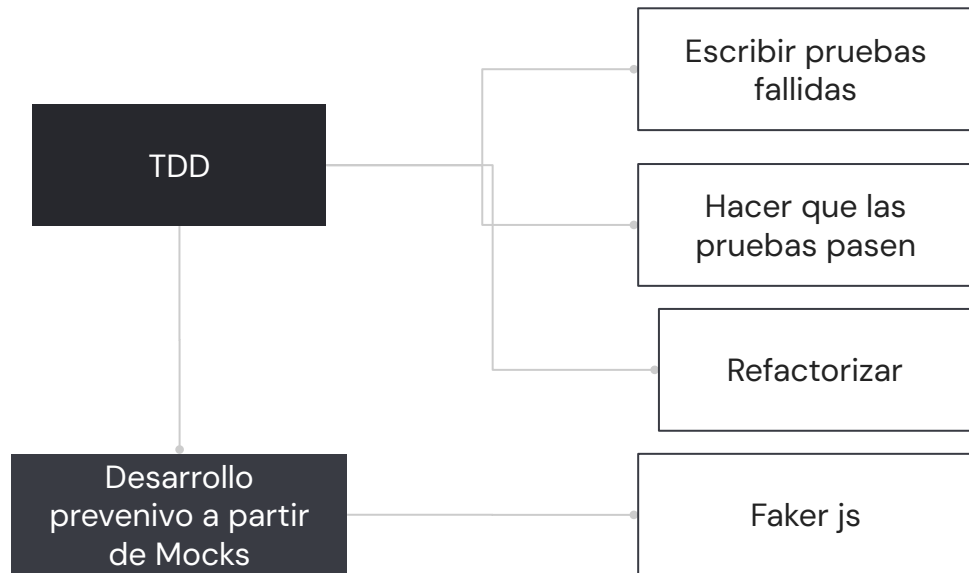 Escribir pruebas
fallidas
TDD
Hacer que las
pruebas pasen
Refactorizar
Desarrollo
prevenivo a partir
de Mocks
Faker js